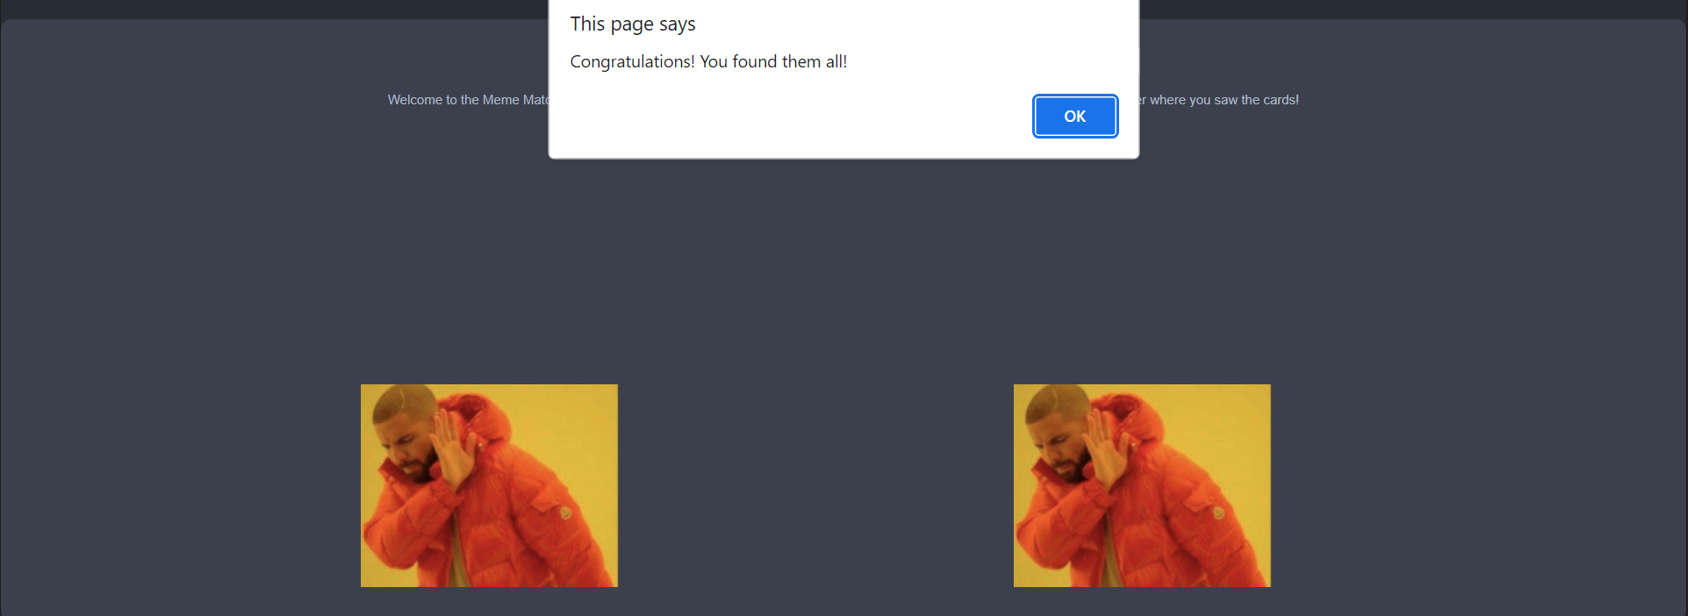 This page says
Congratulations! You found them all!
OK
Welcome to the Meme Matc
er where you saw the cards!